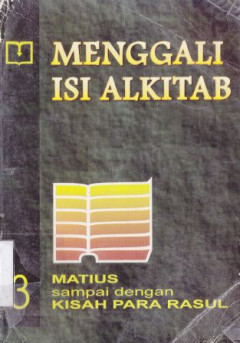 MENGGALI
ISI ALKITAB
3
MATIUS
sampai dengan
KISAH PARA RASUL